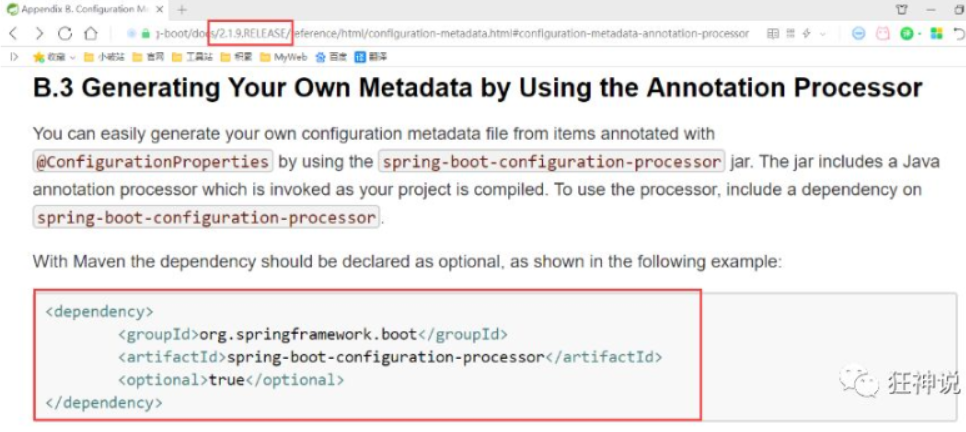 Appendix B. Configuration M
-boot/docs/2.1.9.RELEASE/reference/html/configuration-metadata.html#configuration-metadata-annotation-processor
收藏 小破站 官网 工具站 积累 MyWeb 百度 翻译
B.3 Generating Your Own Metadata by Using the Annotation Processor
You can easily generate your own configuration metadata file from items annotated with
@ConfigurationProperties by using the spring-boot-configuration-processor jar. The jar includes a Java
annotation processor which is invoked as your project is compiled. To use the processor, include a dependency on
spring-boot-configuration-processor.
With Maven the dependency should be declared as optional, as shown in the following example:
<dependency>
<groupId>org.springframework.boot</groupId>
<artifactId>spring-boot-configuration-processor</artifactId>
<optional>true</optional>
</dependency>
狂神说